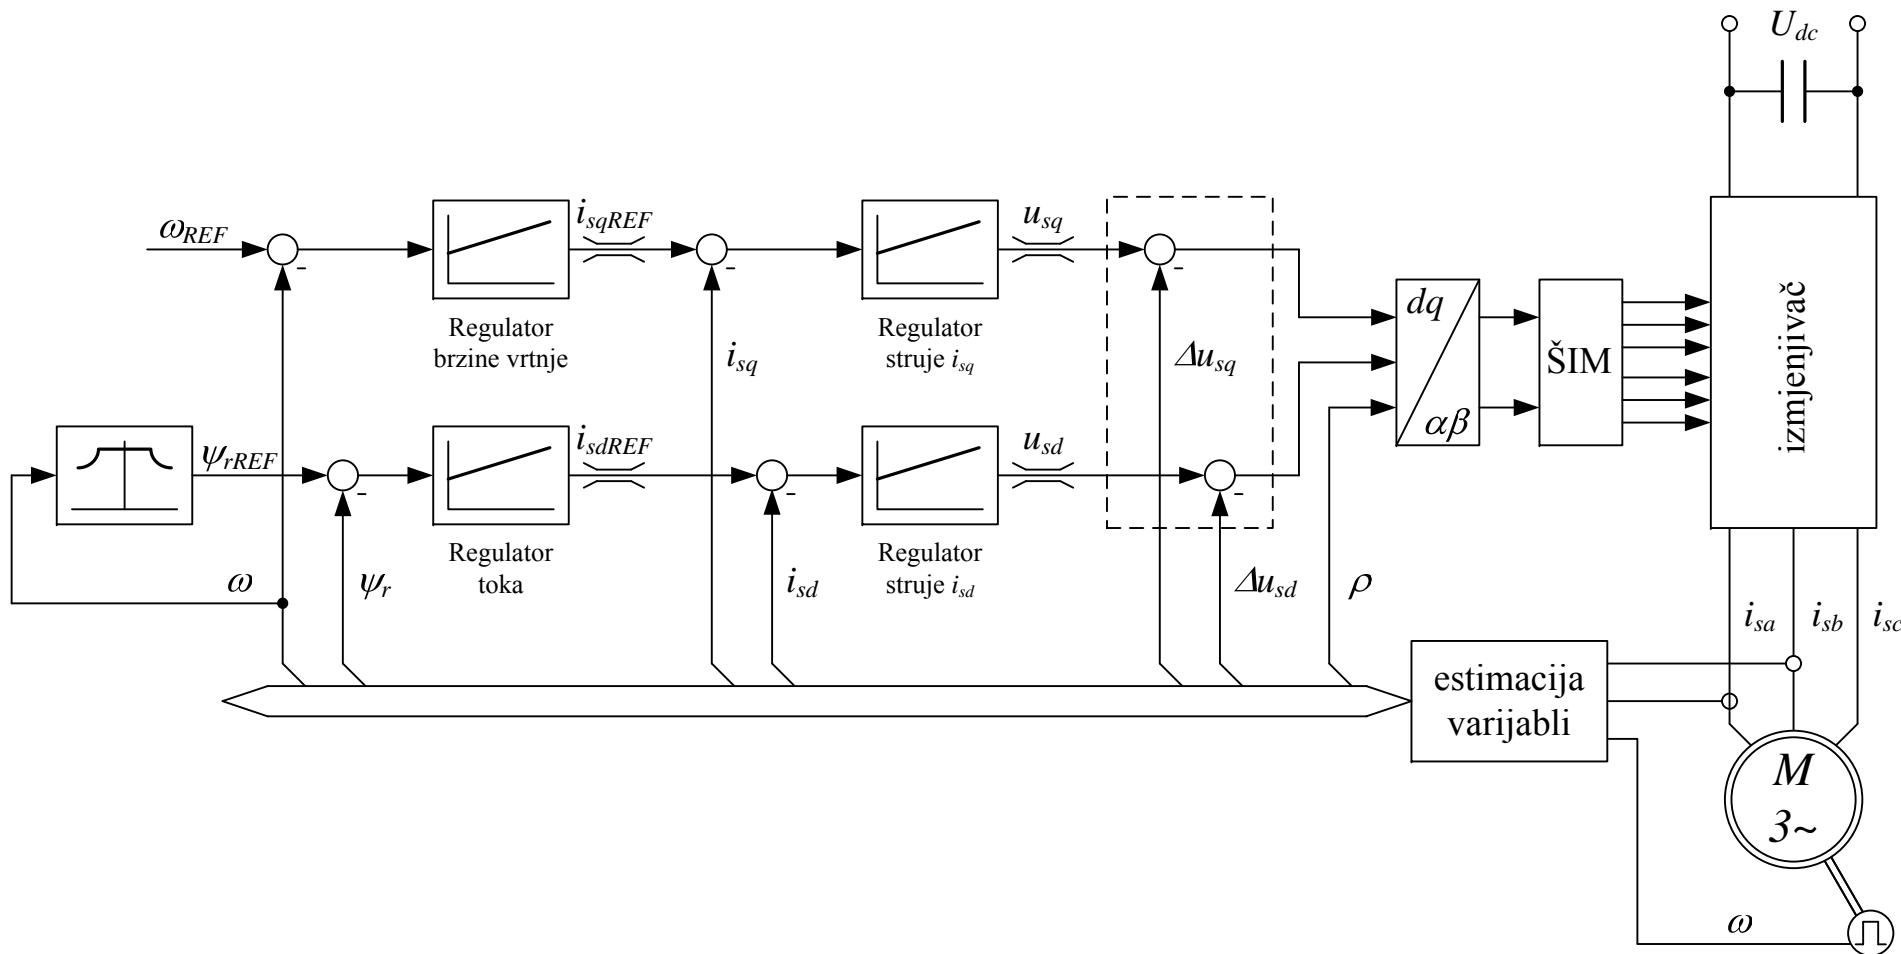 U_dc
ω_REF
i_sqREF
u_sq
Regulator
brzine vrtnje
Regulator
struje i_sq
i_sq
Δu_sq
dq
αβ
ŠIM
izmjenjivač
ψ_rREF
i_sdREF
u_sd
Regulator
toka
Regulator
struje i_sd
ω
ψ_r
i_sd
Δu_sd
ρ
i_sa
i_sb
i_sc
estimacija
varijabli
M
3~
ω